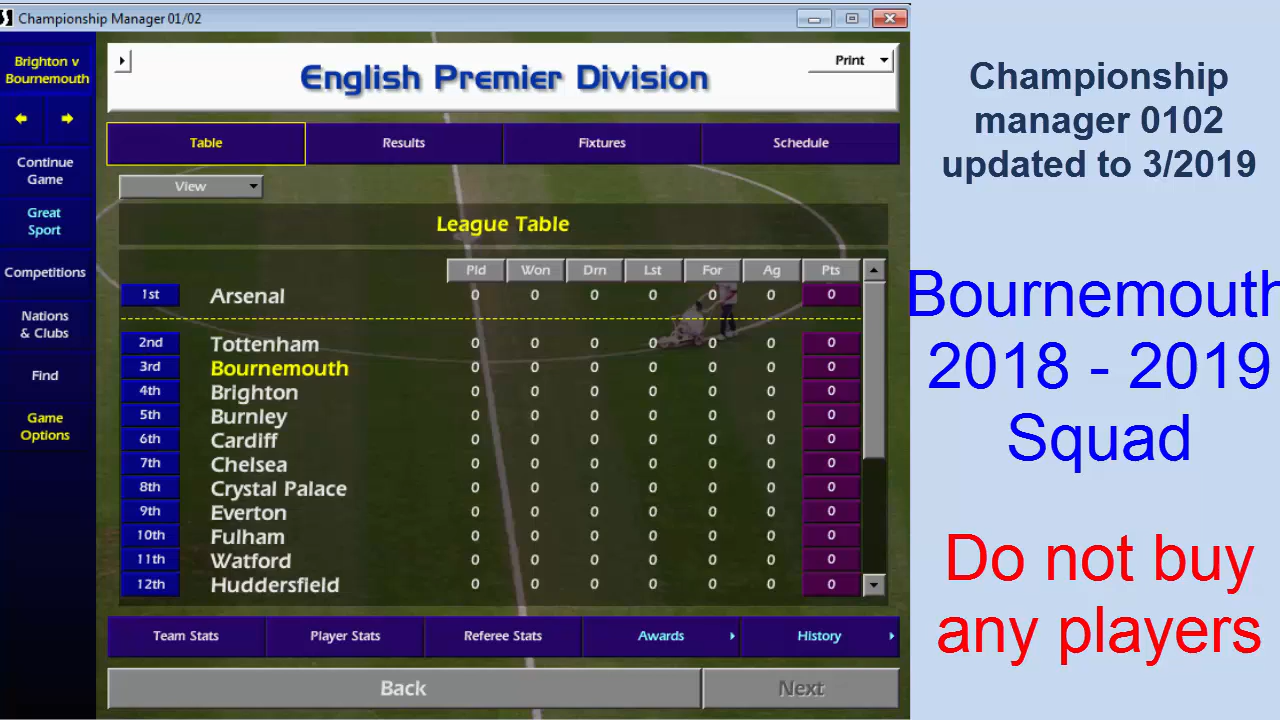 Championship Manager 01/02
Brighton v
Bournemouth
Continue
Game
Great
Sport
Competitions
Nations
& Clubs
Find
Game
Options
English Premier Division
Print
Table Results Fixtures Schedule
View
League Table
Pld Won Drn Lst For Ag Pts
1st Arsenal 0 0 0 0 0 0 0
2nd Tottenham 0 0 0 0 0 0 0
3rd Bournemouth 0 0 0 0 0 0 0
4th Brighton 0 0 0 0 0 0 0
5th Burnley 0 0 0 0 0 0 0
6th Cardiff 0 0 0 0 0 0 0
7th Chelsea 0 0 0 0 0 0 0
8th Crystal Palace 0 0 0 0 0 0 0
9th Everton 0 0 0 0 0 0 0
10th Fulham 0 0 0 0 0 0 0
11th Watford 0 0 0 0 0 0 0
12th Huddersfield 0 0 0 0 0 0 0
Team Stats Player Stats Referee Stats Awards History
Back Next
Championship
manager 0102
updated to 3/2019
Bournemouth
2018 - 2019
Squad
Do not buy
any players